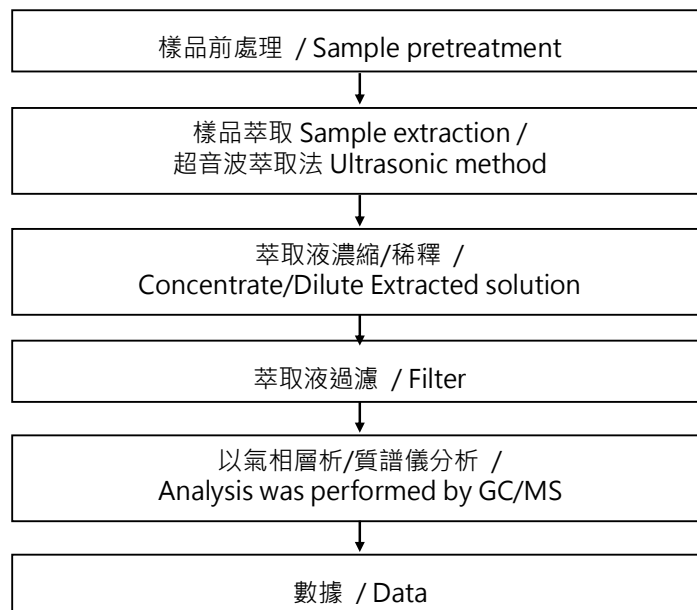 樣品前處理 / Sample pretreatment
樣品萃取 Sample extraction /
超音波萃取法 Ultrasonic method
萃取液濃縮/稀釋 /
Concentrate/Dilute Extracted solution
萃取液過濾 / Filter
以氣相層析/質譜儀分析 /
Analysis was performed by GC/MS
數據 / Data